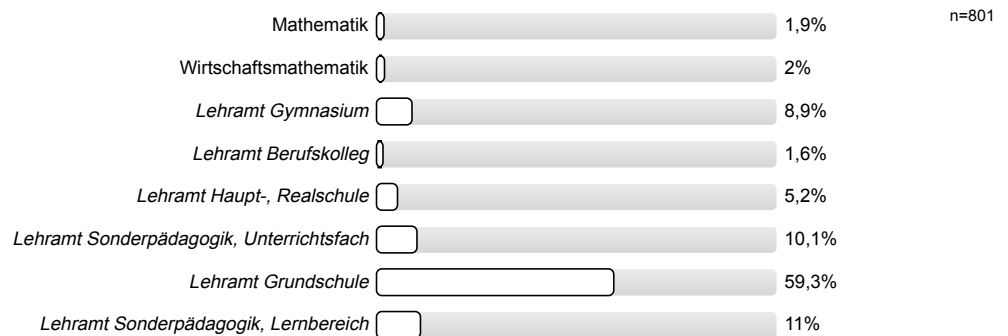 n=801
Mathematik 1,9%
Wirtschaftsmathematik 2%
Lehramt Gymnasium 8,9%
Lehramt Berufskolleg 1,6%
Lehramt Haupt-, Realschule 5,2%
Lehramt Sonderpädagogik, Unterrichtsfach 10,1%
Lehramt Grundschule 59,3%
Lehramt Sonderpädagogik, Lernbereich 11%